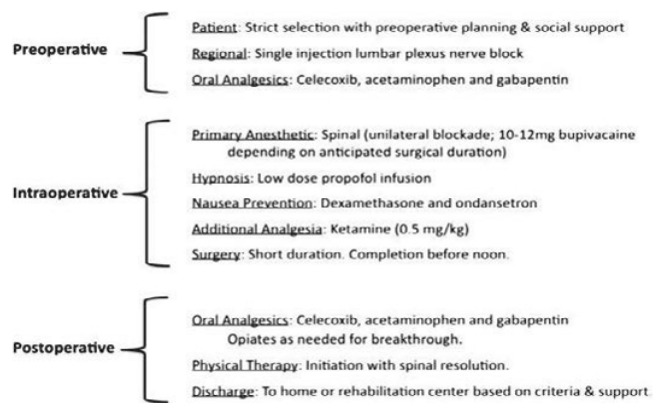 Preoperative
Patient: Strict selection with preoperative planning & social support
Regional: Single injection lumbar plexus nerve block
Oral Analgesics: Celecoxib, acetaminophen and gabapentin
Intraoperative
Primary Anesthetic: Spinal (unilateral blockade; 10-12mg bupivacaine
depending on anticipated surgical duration)
Hypnosis: Low dose propofol infusion
Nausea Prevention: Dexamethasone and ondansetron
Additional Analgesia: Ketamine (0.5 mg/kg)
Surgery: Short duration. Completion before noon.
Postoperative
Oral Analgesics: Celecoxib, acetaminophen and gabapentin
Opiates as needed for breakthrough.
Physical Therapy: Initiation with spinal resolution.
Discharge: To home or rehabilitation center based on criteria & support.